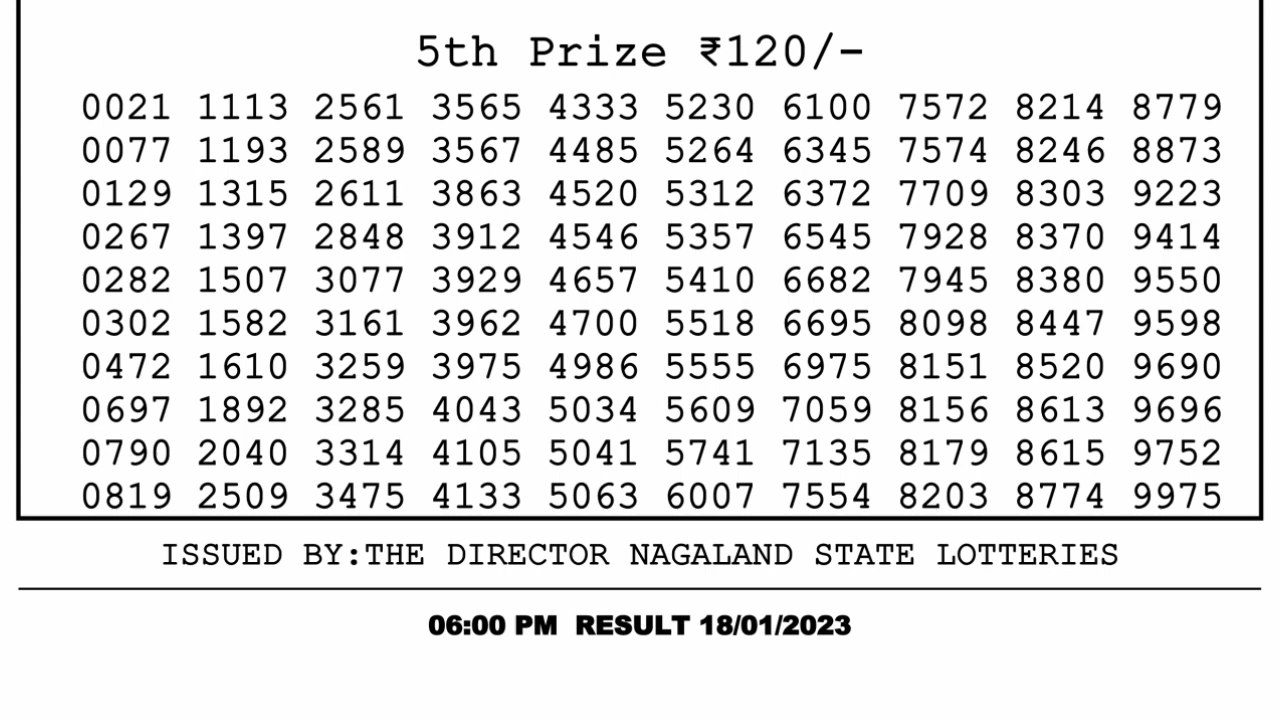 5th Prize ₹120/-
0021 1113 2561 3565 4333 5230 6100 7572 8214 8779
0077 1193 2589 3567 4485 5264 6345 7574 8246 8873
0129 1315 2611 3863 4520 5312 6372 7709 8303 9223
0267 1397 2848 3912 4546 5357 6545 7928 8370 9414
0282 1507 3077 3929 4657 5410 6682 7945 8380 9550
0302 1582 3161 3962 4700 5518 6695 8098 8447 9598
0472 1610 3259 3975 4986 5555 6975 8151 8520 9690
0697 1892 3285 4043 5034 5609 7059 8156 8613 9696
0790 2040 3314 4105 5041 5741 7135 8179 8615 9752
0819 2509 3475 4133 5063 6007 7554 8203 8774 9975
ISSUED BY:THE DIRECTOR NAGALAND STATE LOTTERIES
06:00 PM RESULT 18/01/2023